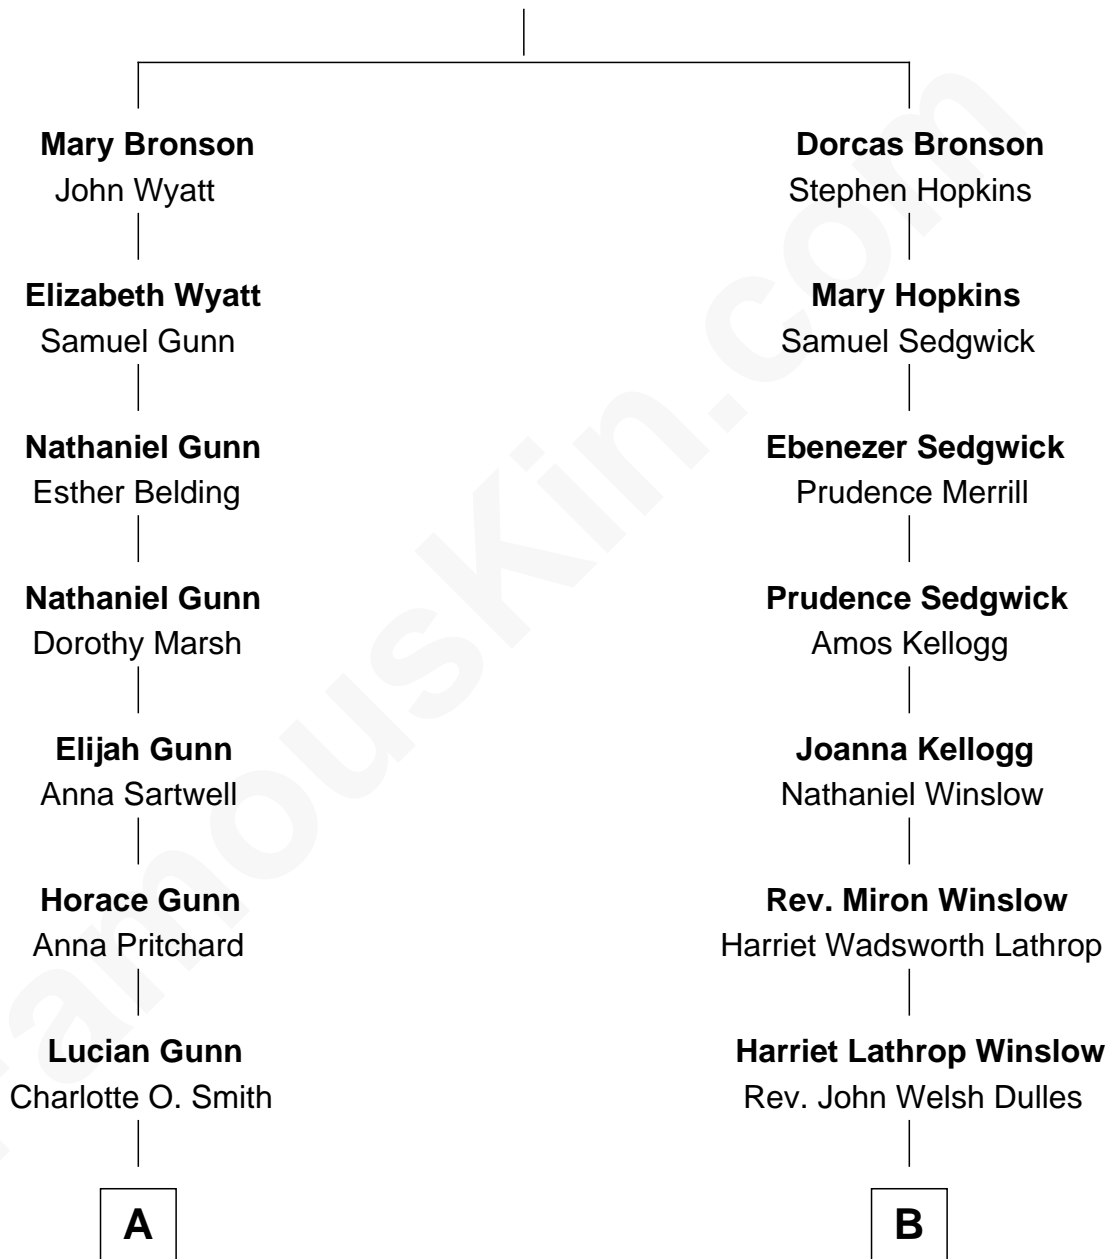 Mary Bronson
John Wyatt
Dorcas Bronson
Stephen Hopkins
Elizabeth Wyatt
Samuel Gunn
Mary Hopkins
Samuel Sedgwick
Nathaniel Gunn
Esther Belding
Ebenezer Sedgwick
Prudence Merrill
Nathaniel Gunn
Dorothy Marsh
Prudence Sedgwick
Amos Kellogg
Elijah Gunn
Anna Sartwell
Joanna Kellogg
Nathaniel Winslow
Horace Gunn
Anna Pritchard
Rev. Miron Winslow
Harriet Wadsworth Lathrop
Lucian Gunn
Charlotte O. Smith
Harriet Lathrop Winslow
Rev. John Welsh Dulles
A
B
FamousKin.com